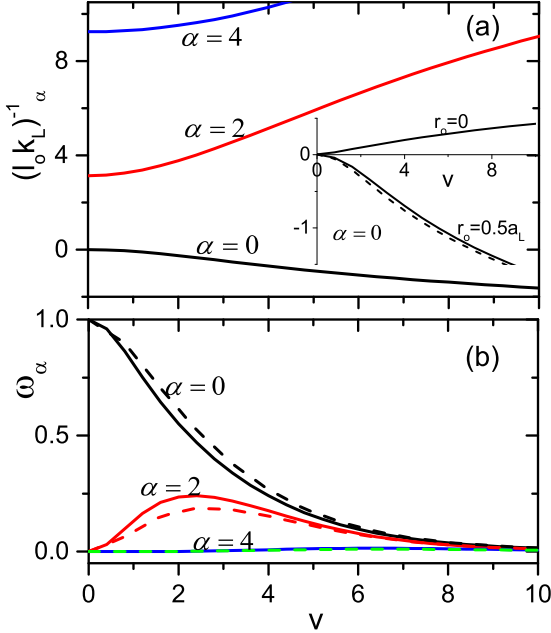 (a)
α = 4
8
α = 2
(l₀k_L)⁻¹_α
4
r₀=0
0
0
4
8
v
-1
α = 0
r₀=0.5a_L
α = 0
0
(b)
1.0
ω_α
α = 0
0.5
α = 2
α = 4
0.0
0
2
4
6
8
10
v